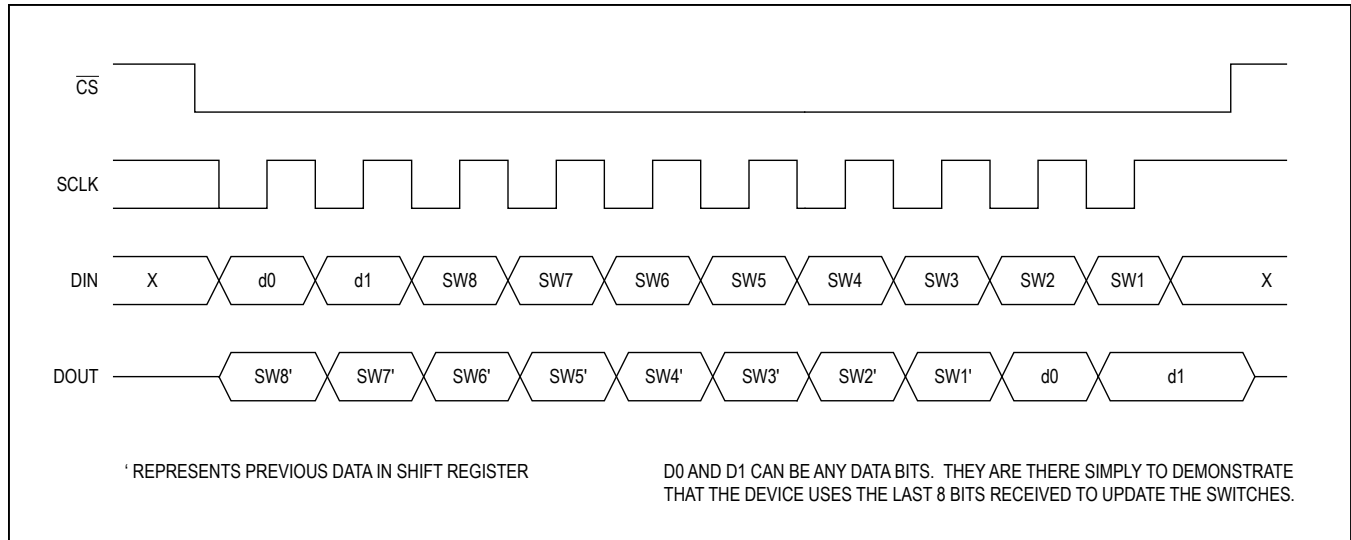 CS
SCLK
DIN X d0 d1 SW8 SW7 SW6 SW5 SW4 SW3 SW2 SW1 X
DOUT SW8' SW7' SW6' SW5' SW4' SW3' SW2' SW1' d0 d1
‘ REPRESENTS PREVIOUS DATA IN SHIFT REGISTER
D0 AND D1 CAN BE ANY DATA BITS. THEY ARE THERE SIMPLY TO DEMONSTRATE
THAT THE DEVICE USES THE LAST 8 BITS RECEIVED TO UPDATE THE SWITCHES.